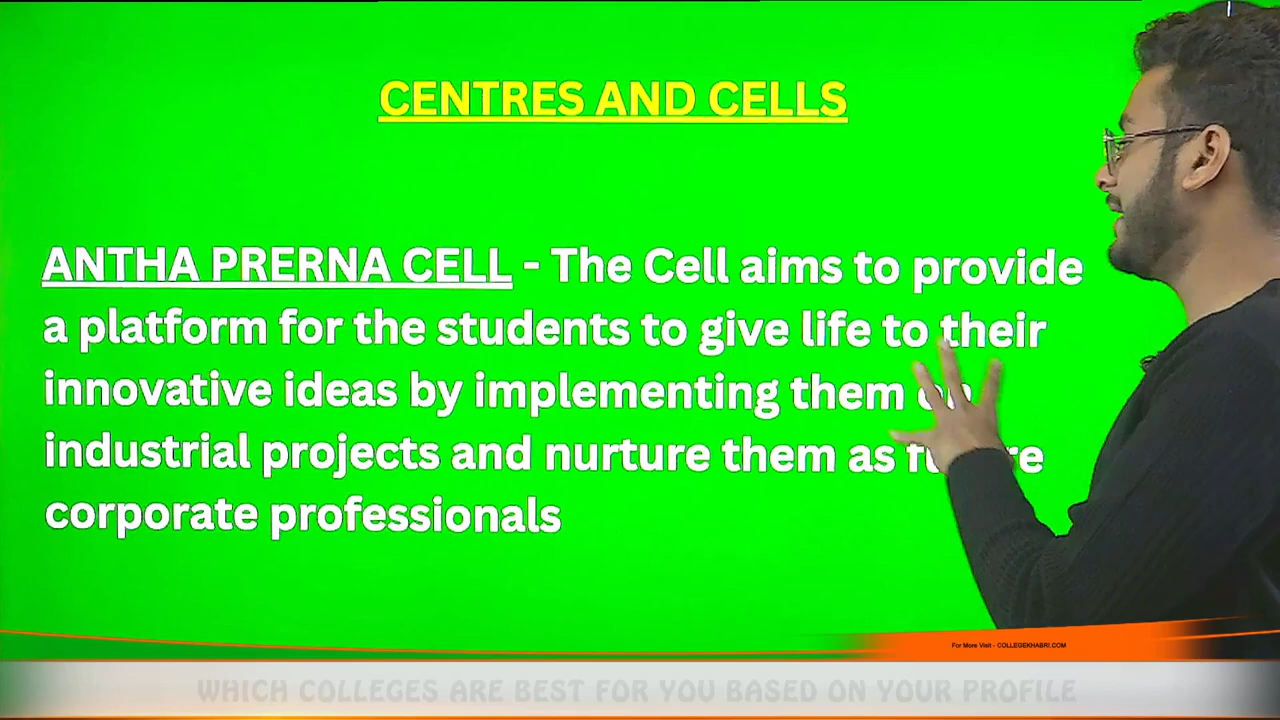 CENTRES AND CELLS
ANTHA PRERNA CELL - The Cell aims to provide
a platform for the students to give life to their
innovative ideas by implementing them on
industrial projects and nurture them as future
corporate professionals
For More Visit - COLLEGEKHABRI.COM
WHICH COLLEGES ARE BEST FOR YOU BASED ON YOUR PROFILE